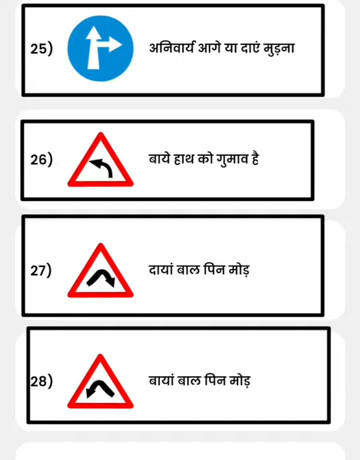 25) अनिवार्य आगे या दाएं मुड़ना
26) बाये हाथ को गुमाव है
27) दायां बाल पिन मोड़
28) बायां बाल पिन मोड़